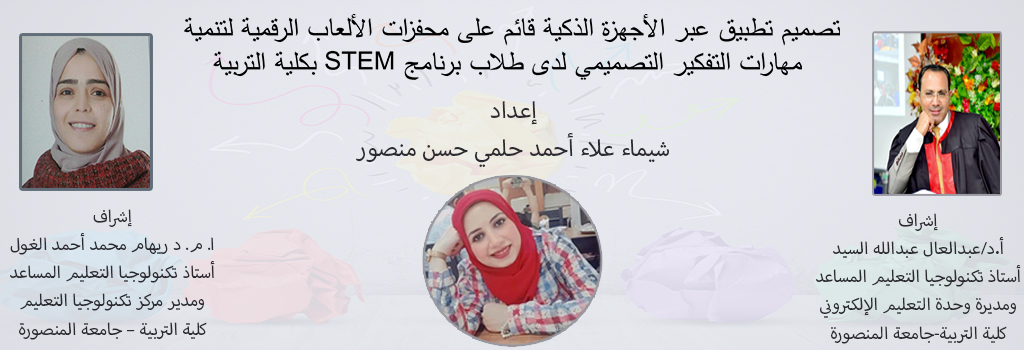 تصميم تطبيق عبر الأجهزة الذكية قائم على محفزات الألعاب الرقمية لتنمية
مهارات التفكير التصميمي لدى طلاب برنامج STEM بكلية التربية
إعداد
شيماء علاء أحمد حلمي حسن منصور
إشراف
أ.د/عبدالعال عبدالله السيد
أستاذ تكنولوجيا التعليم المساعد
ومديرة وحدة التعليم الإلكتروني
كلية التربية-جامعة المنصورة
إشراف
ا. م. د ريهام محمد أحمد الغول
أستاذ تكنولوجيا التعليم المساعد
ومدير مركز تكنولوجيا التعليم
كلية التربية – جامعة المنصورة